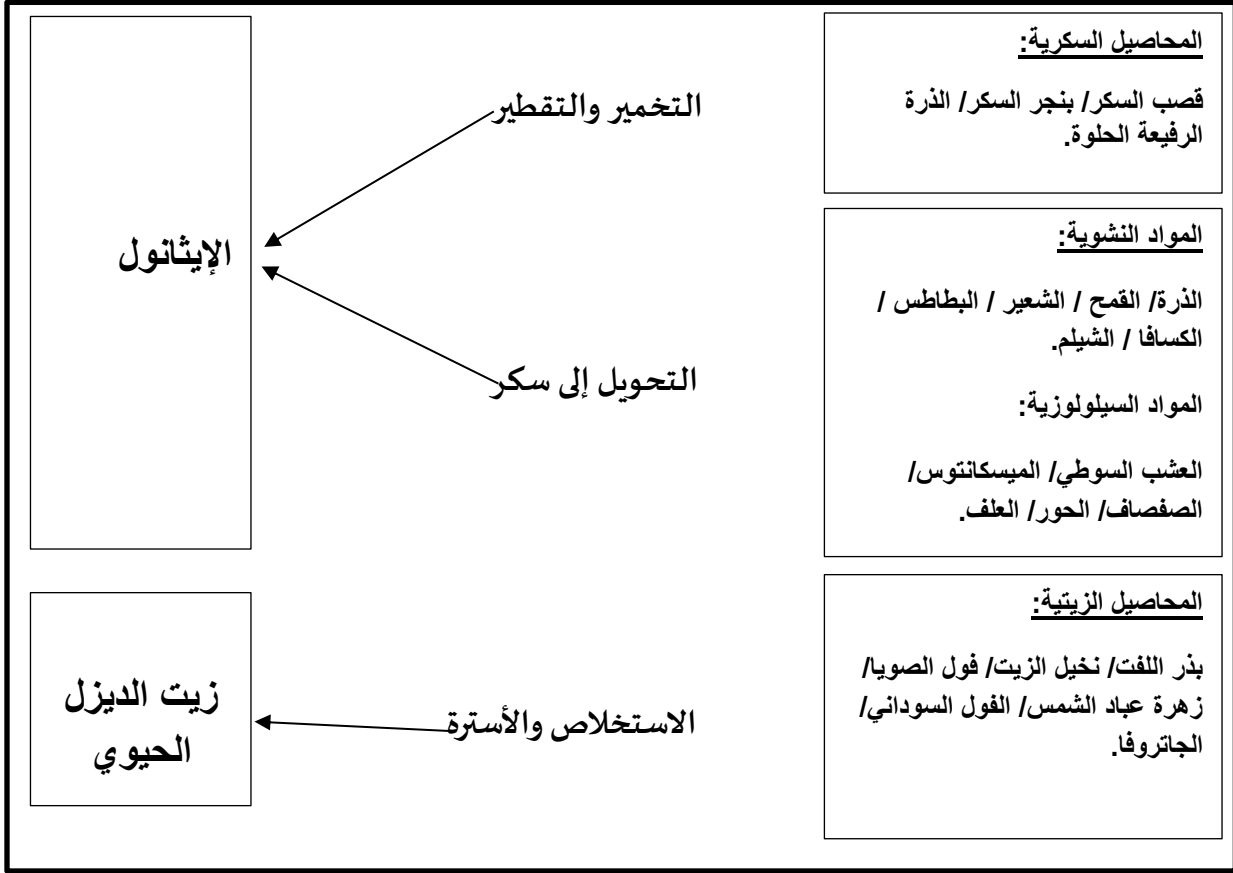 المحاصيل السكرية:
قصب السكر/ بنجر السكر/ الذرة
الرفيعة الحلوة.
التخمير والتقطير
المواد النشوية:
الذرة/ القمح / الشعير / البطاطس /
الكسافا / الشيلم.
المواد السيلولوزية:
العشب السوطي/ الميسكانتوس/
الصفصاف/ الحور/ العلف.
التحويل إلى سكر
الإيثانول
المحاصيل الزيتية:
بذر اللفت/ نخيل الزيت/ فول الصويا/
زهرة عباد الشمس/ الفول السوداني/
الجاتروفا.
الاستخلاص والأسترة
زيت الديزل
الحيوي